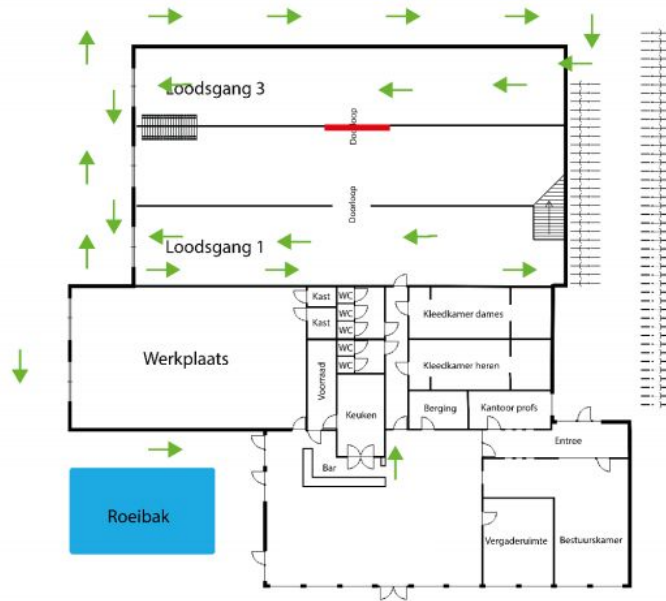 Loodsgang 3
Doorloop
Doorloop
Loodsgang 1
Kast
WC
Kast
WC
WC
Kleedkamer dames
Werkplaats
WC
WC
Voorraad
Kleedkamer heren
Keuken
Berging
Kantoor profs
Entree
Bar
Roeibak
Vergaderuimte
Bestuurskamer